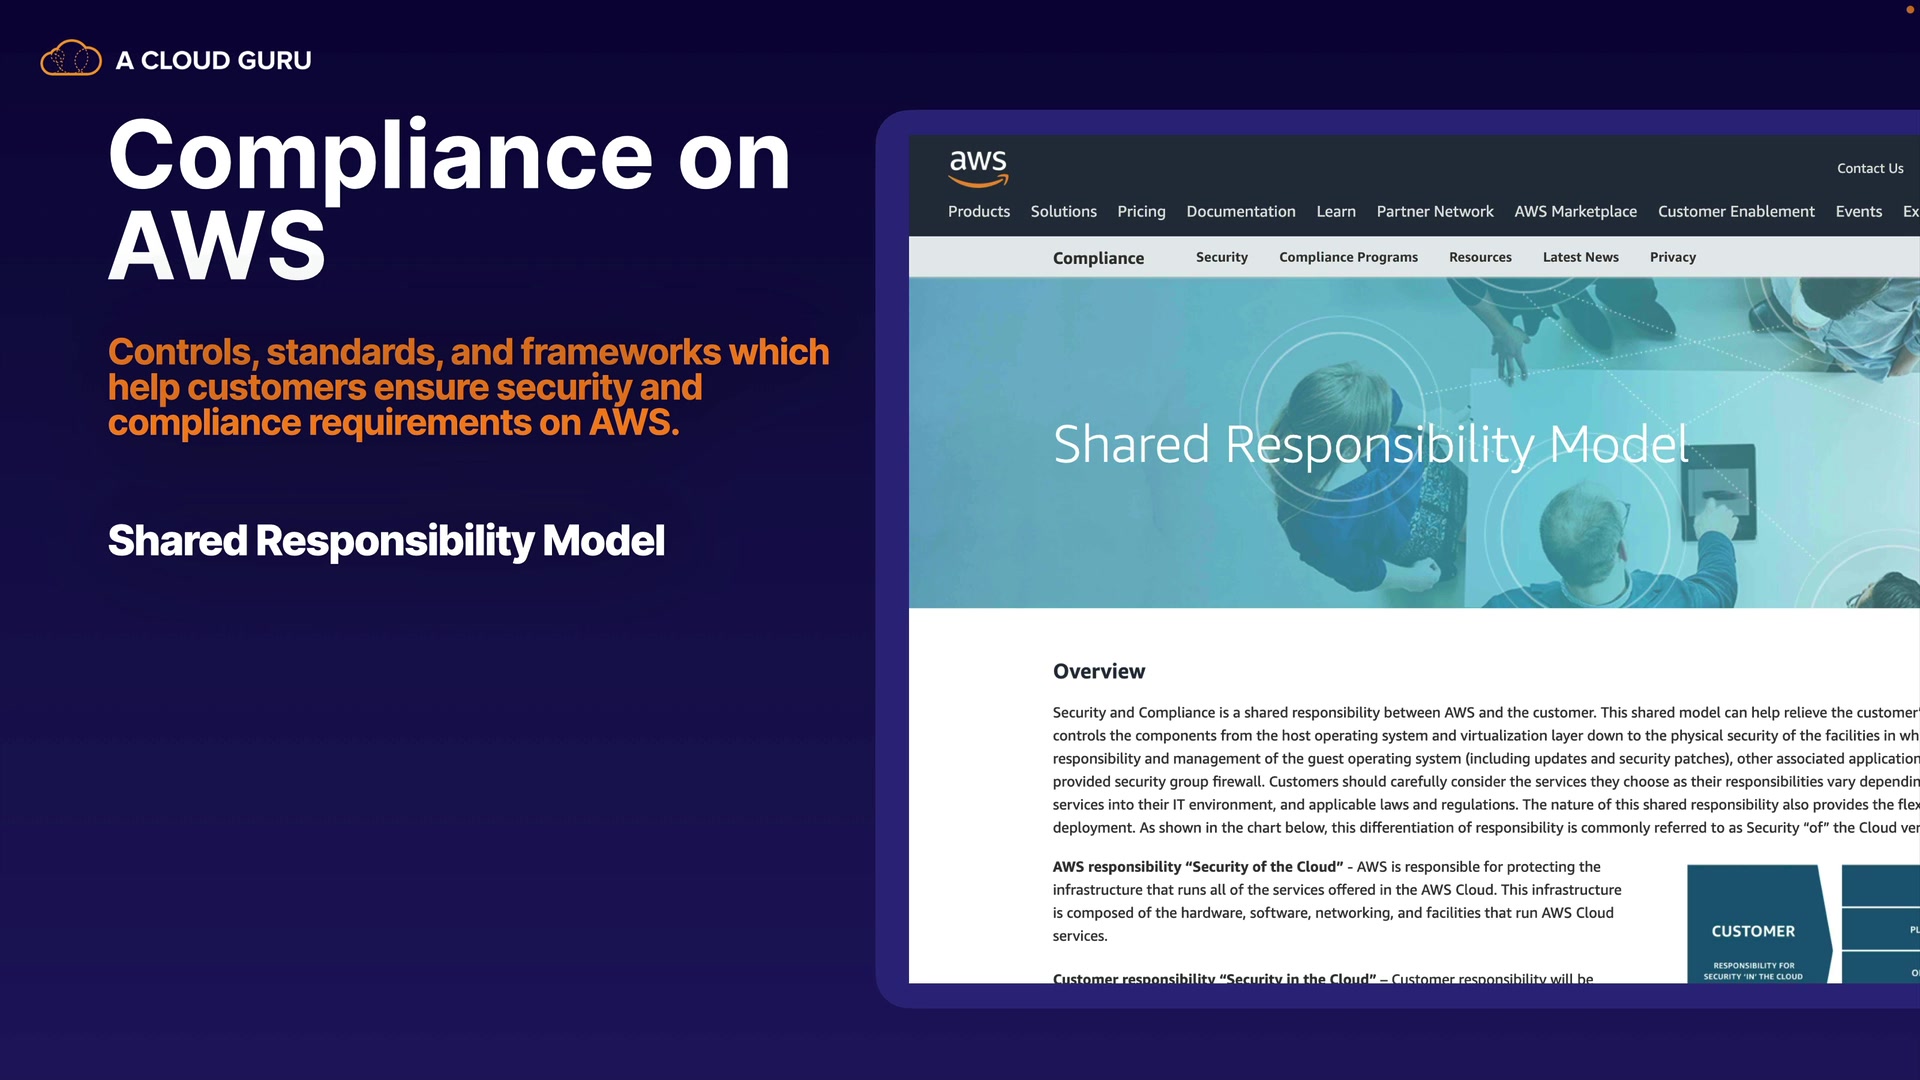 A CLOUD GURU
Compliance on
AWS
Controls, standards, and frameworks which
help customers ensure security and
compliance requirements on AWS.
Shared Responsibility Model
aws
Contact Us
Products Solutions Pricing Documentation Learn Partner Network AWS Marketplace Customer Enablement Events Ex
Compliance Security Compliance Programs Resources Latest News Privacy
Shared Responsibility Model
Overview
Security and Compliance is a shared responsibility between AWS and the customer. This shared model can help relieve the customer'
controls the components from the host operating system and virtualization layer down to the physical security of the facilities in wh
responsibility and management of the guest operating system (including updates and security patches), other associated application
provided security group firewall. Customers should carefully consider the services they choose as their responsibilities vary dependin
services into their IT environment, and applicable laws and regulations. The nature of this shared responsibility also provides the flex
deployment. As shown in the chart below, this differentiation of responsibility is commonly referred to as Security “of” the Cloud ver
AWS responsibility “Security of the Cloud” - AWS is responsible for protecting the
infrastructure that runs all of the services offered in the AWS Cloud. This infrastructure
is composed of the hardware, software, networking, and facilities that run AWS Cloud
services.
Customer responsibility “Security in the Cloud” – Customer responsibility will be
CUSTOMER
RESPONSIBILITY FOR
SECURITY ‘IN’ THE CLOUD
PL